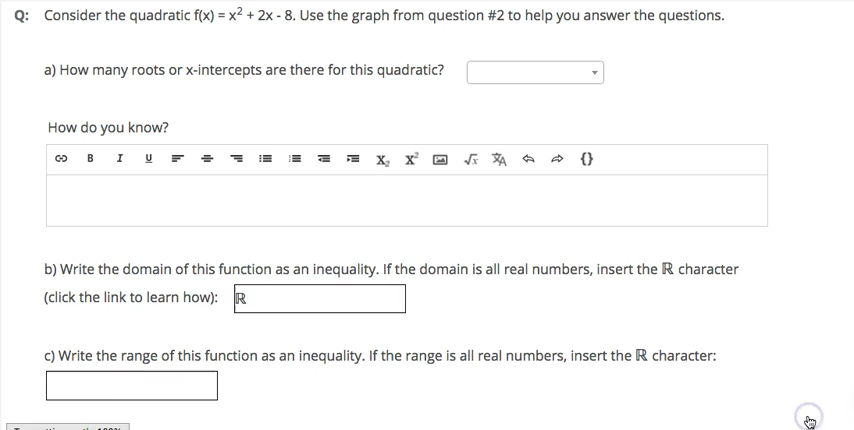 Q: Consider the quadratic f(x) = x² + 2x - 8. Use the graph from question #2 to help you answer the questions.
a) How many roots or x-intercepts are there for this quadratic?
How do you know?
B I U X₂ X² √x 文A {}
b) Write the domain of this function as an inequality. If the domain is all real numbers, insert the ℝ character
(click the link to learn how): ℝ
c) Write the range of this function as an inequality. If the range is all real numbers, insert the ℝ character: